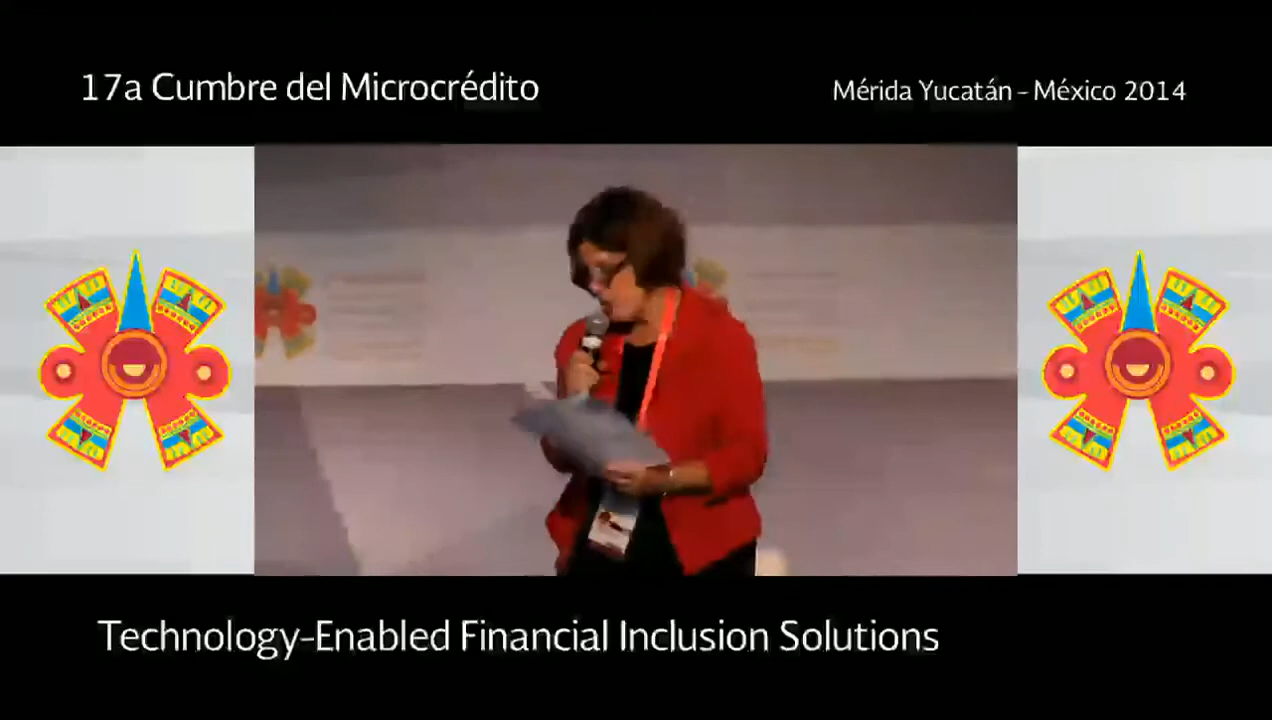 17a Cumbre del Microcrédito
Mérida Yucatán - México 2014
Technology-Enabled Financial Inclusion Solutions